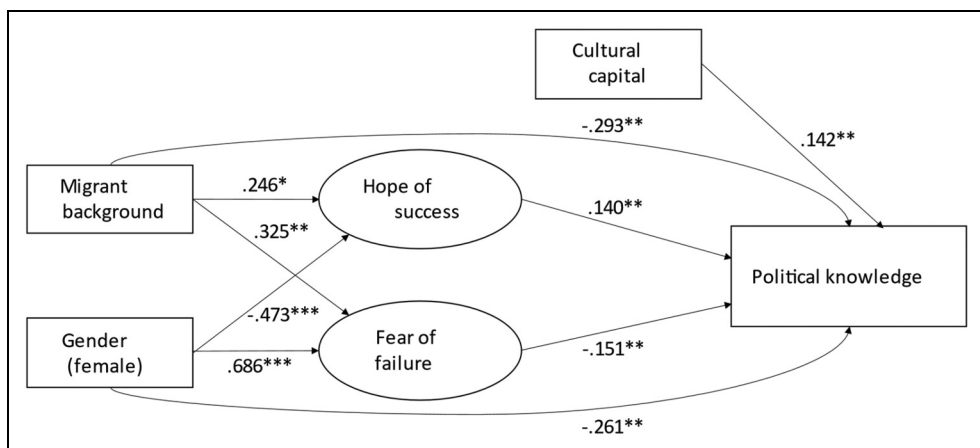 Cultural
capital
-.293**
.142**
Migrant
background
.246*
Hope of
success
.140**
.325**
Political knowledge
-.473***
Gender
(female)
.686***
Fear of
failure
-.151**
-.261**